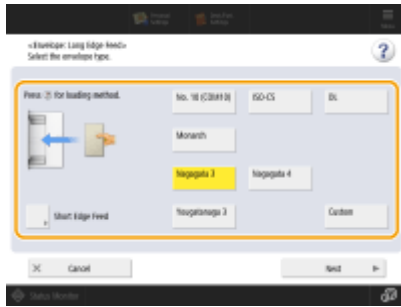 <Envelope: Long Edge Feed>
Select the envelope type.
Press ? for loading method.
No. 10 (COM10)
ISO-C5
DL
Monarch
Nagagata 3
Nagagata 4
Short Edge Feed
Yougatanaga 3
Custom
Cancel
Next
Status Monitor